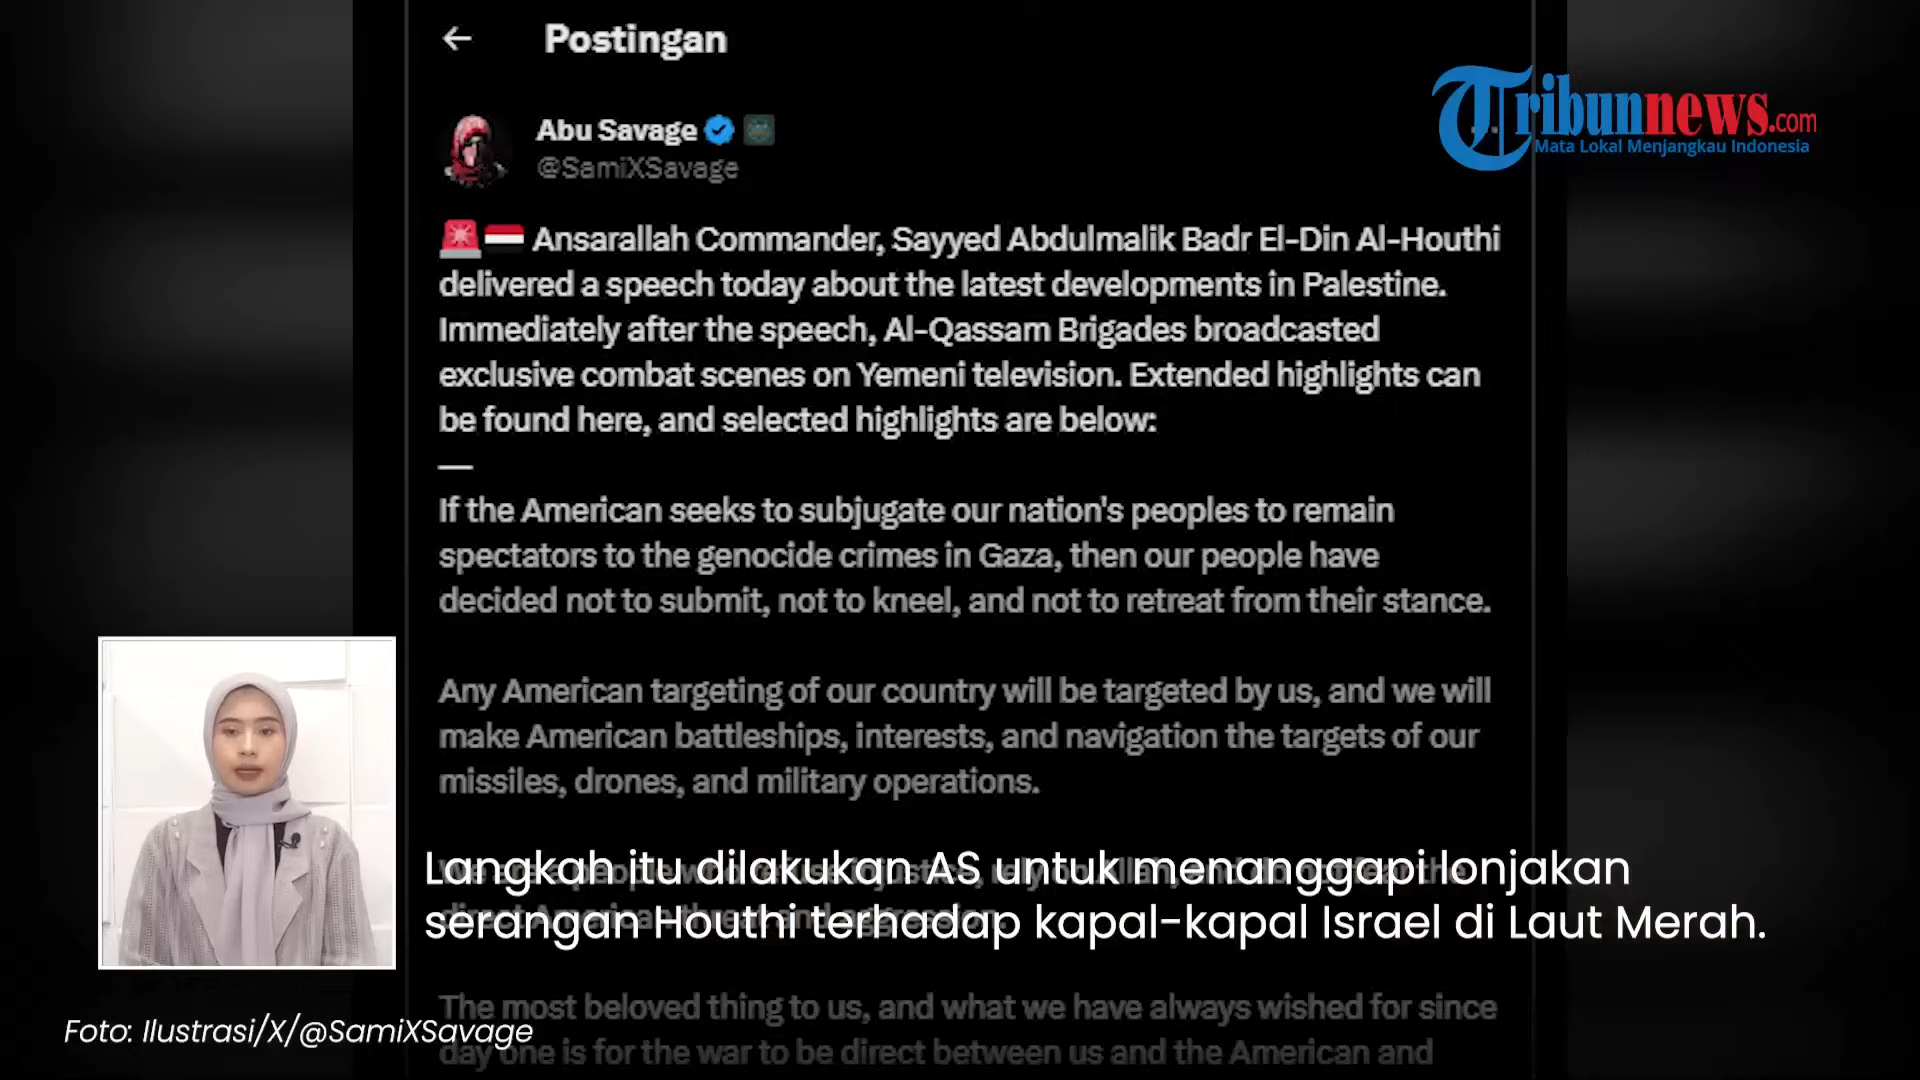 Postingan
Tribunnews.com
Mata Lokal Menjangkau Indonesia
Abu Savage
@SamiXSavage
Ansarallah Commander, Sayyed Abdulmalik Badr El-Din Al-Houthi
delivered a speech today about the latest developments in Palestine.
Immediately after the speech, Al-Qassam Brigades broadcasted
exclusive combat scenes on Yemeni television. Extended highlights can
be found here, and selected highlights are below:
—
If the American seeks to subjugate our nation's peoples to remain
spectators to the genocide crimes in Gaza, then our people have
decided not to submit, not to kneel, and not to retreat from their stance.
Any American targeting of our country will be targeted by us, and we will
make American battleships, interests, and navigation the targets of our
missiles, drones, and military operations.
Langkah itu dilakukan AS untuk menanggapi lonjakan
serangan Houthi terhadap kapal-kapal Israel di Laut Merah.
The most beloved thing to us, and what we have always wished for since
day one is for the war to be direct between us and the American and
Foto: Ilustrasi/X/@SamiXSavage